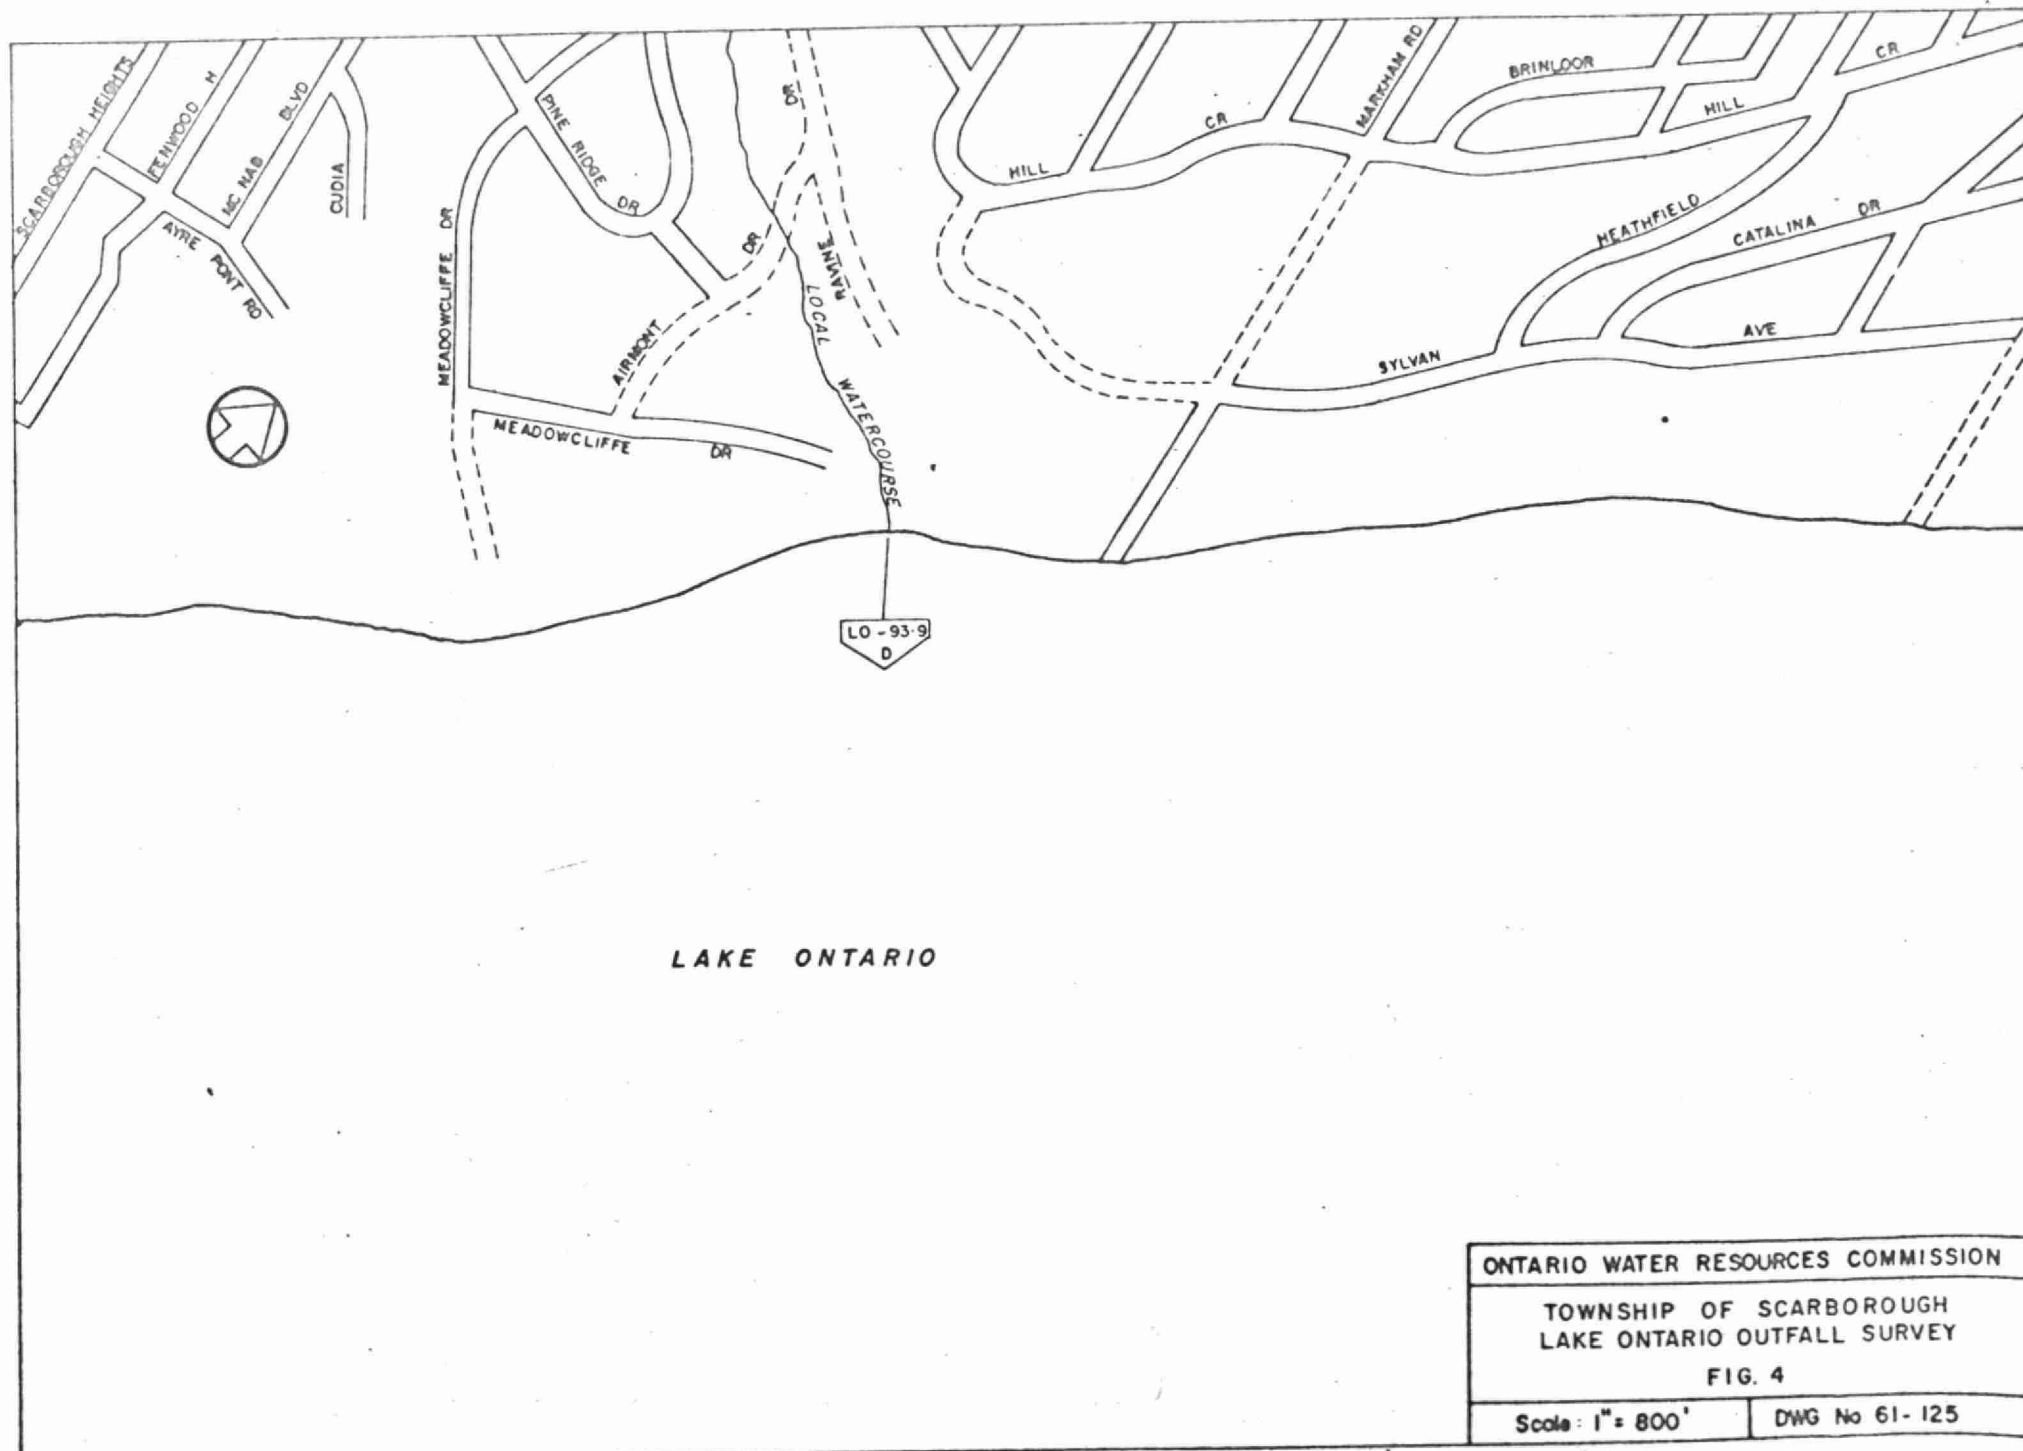 SCARBOROUGH HEIGHTS
FENWOOD H
MC NAB BLVD
CUDIA
AYRE POINT RD
MEADOWCLIFFE DR
PINE RIDGE DR
AIRMONT DR
DR
RAVINE
LOCAL WATERCOURSE
MEADOWCLIFFE DR
HILL CR
MARKHAM RD
BRINLOOR
HILL CR
HEATHFIELD
CATALINA DR
SYLVAN AVE
LO-93·9
D
LAKE ONTARIO
ONTARIO WATER RESOURCES COMMISSION
TOWNSHIP OF SCARBOROUGH
LAKE ONTARIO OUTFALL SURVEY
FIG. 4
Scale: 1"= 800'
DWG No 61-125